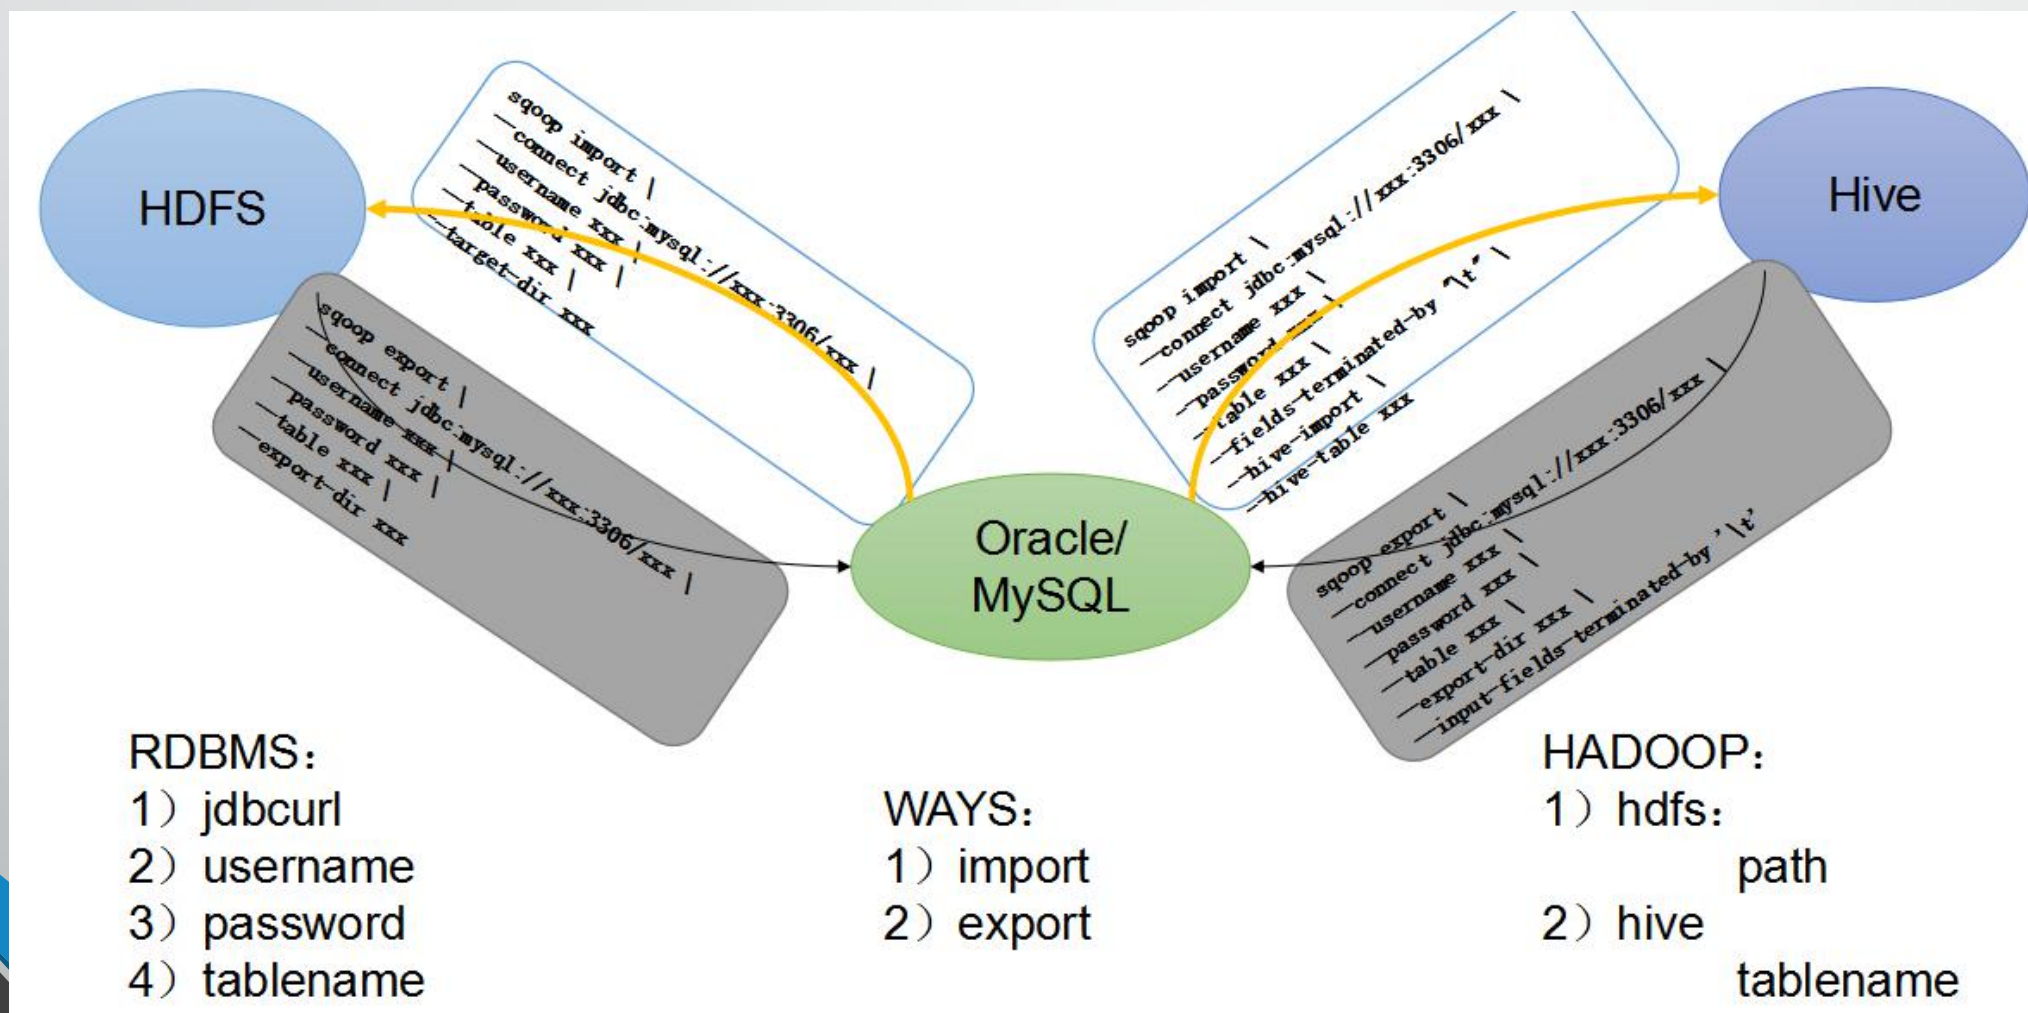 HDFS
sqoop import \
--connect jdbc:mysql://xxx:3306/xxx \
--username xxx \
--password xxx \
--table xxx \
--target-dir xxx
sqoop import \
--connect jdbc:mysql://xxx:3306/xxx \
--username xxx \
--password xxx \
--table xxx \
--fields-terminated-by "\t" \
--hive-import \
--hive-table xxx
Hive
sqoop export \
--connect jdbc:mysql://xxx:3306/xxx \
--username xxx \
--password xxx \
--table xxx \
--export-dir xxx
Oracle/
MySQL
sqoop export \
--connect jdbc:mysql://xxx:3306/xxx \
--username xxx \
--password xxx \
--table xxx \
--export-dir xxx \
--input-fields-terminated-by '\t'
RDBMS：
1）jdbcurl
2）username
3）password
4）tablename
WAYS：
1）import
2）export
HADOOP：
1）hdfs：
path
2）hive
tablename